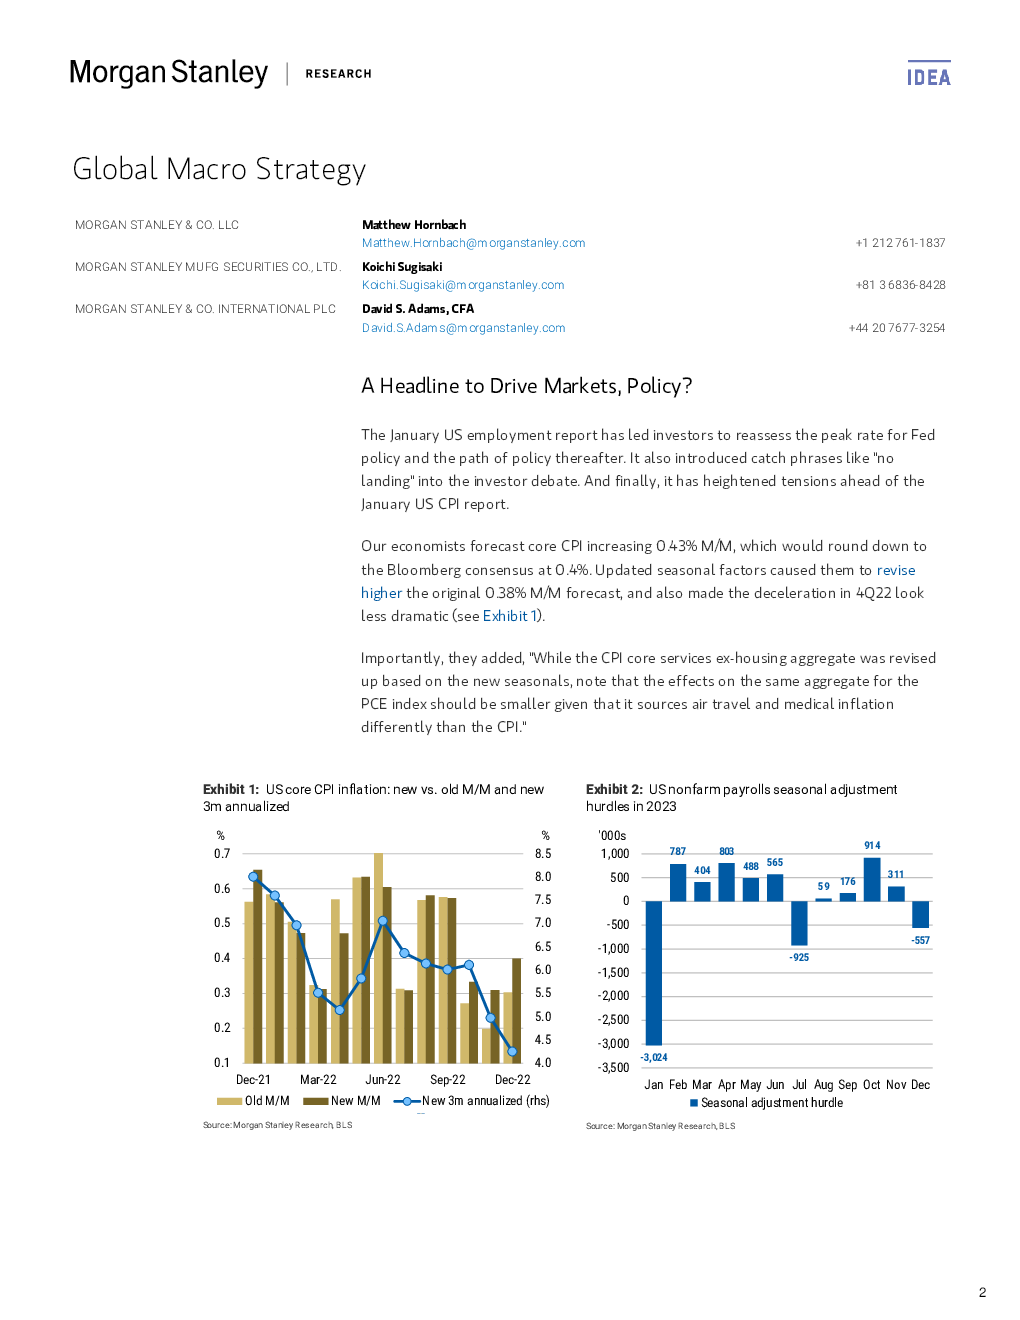 Morgan Stanley | RESEARCH
IDEA
Global Macro Strategy
MORGAN STANLEY & CO. LLC
Matthew Hornbach
Matthew.Hornbach@morganstanley.com
+1 212 761-1837
MORGAN STANLEY MUFG SECURITIES CO., LTD.
Koichi Sugisaki
Koichi.Sugisaki@morganstanley.com
+81 3 6836-8428
MORGAN STANLEY & CO. INTERNATIONAL PLC
David S. Adams, CFA
David.S.Adams@morganstanley.com
+44 20 7677-3254
A Headline to Drive Markets, Policy?
The January US employment report has led investors to reassess the peak rate for Fed
policy and the path of policy thereafter. It also introduced catch phrases like "no
landing" into the investor debate. And finally, it has heightened tensions ahead of the
January US CPI report.
Our economists forecast core CPI increasing 0.43% M/M, which would round down to
the Bloomberg consensus at 0.4%. Updated seasonal factors caused them to revise
higher the original 0.38% M/M forecast, and also made the deceleration in 4Q22 look
less dramatic (see Exhibit 1).
Importantly, they added, "While the CPI core services ex-housing aggregate was revised
up based on the new seasonals, note that the effects on the same aggregate for the
PCE index should be smaller given that it sources air travel and medical inflation
differently than the CPI."
Exhibit 1: US core CPI inflation: new vs. old M/M and new
3m annualized
%
%
0.7
0.6
0.5
0.4
0.3
0.2
0.1
8.5
8.0
7.5
7.0
6.5
6.0
5.5
5.0
4.5
4.0
Dec-21 Mar-22 Jun-22 Sep-22 Dec-22
Old M/M New M/M New 3m annualized (rhs)
Source: Morgan Stanley Research, BLS
Exhibit 2: US nonfarm payrolls seasonal adjustment
hurdles in 2023
'000s
1,000
500
0
-500
-1,000
-1,500
-2,000
-2,500
-3,000
-3,500
-3,024
787
404
803
488
565
-925
59
176
914
311
-557
Jan Feb Mar Apr May Jun Jul Aug Sep Oct Nov Dec
Seasonal adjustment hurdle
Source: Morgan Stanley Research, BLS
2